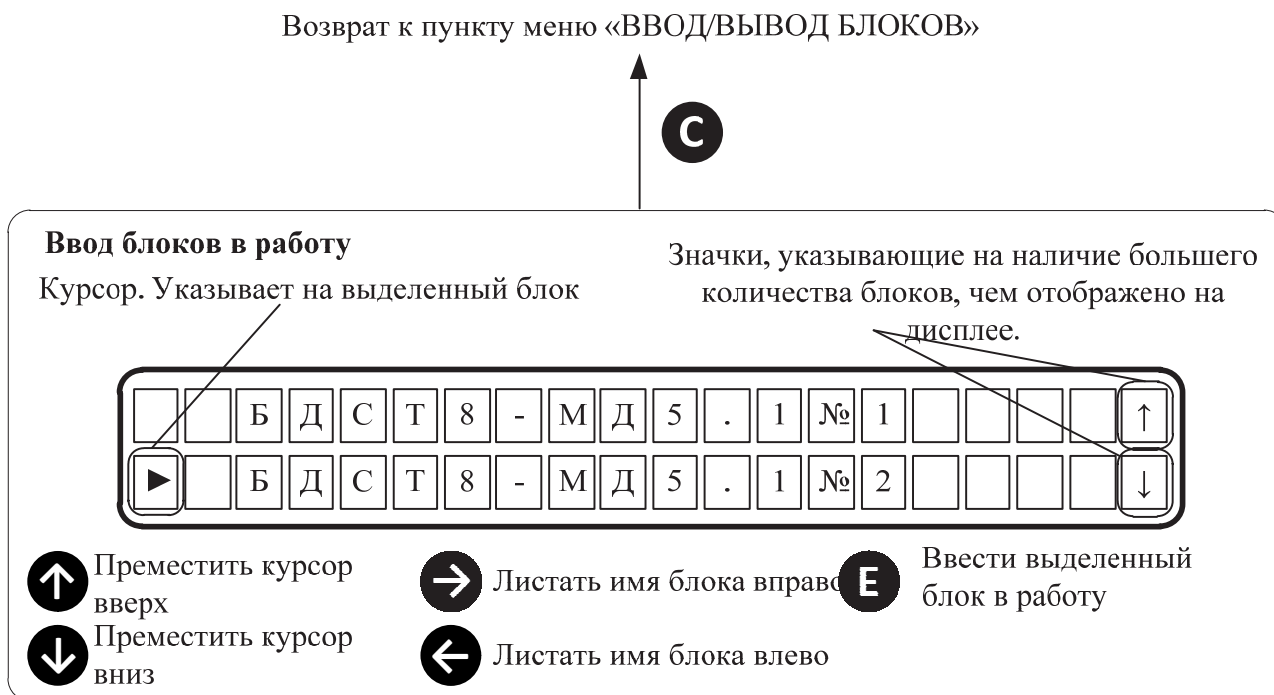 Возврат к пункту меню «ВВОД/ВЫВОД БЛОКОВ»
C
Ввод блоков в работу
Курсор. Указывает на выделенный блок
Значки, указывающие на наличие большего
количества блоков, чем отображено на
дисплее.
БДСТ8-МД5.1№1 ↑
► БДСТ8-МД5.1№2 ↓
↑ Преместить курсор
вверх
→ Листать имя блока вправо
E Ввести выделенный
блок в работу
↓ Преместить курсор
вниз
← Листать имя блока влево